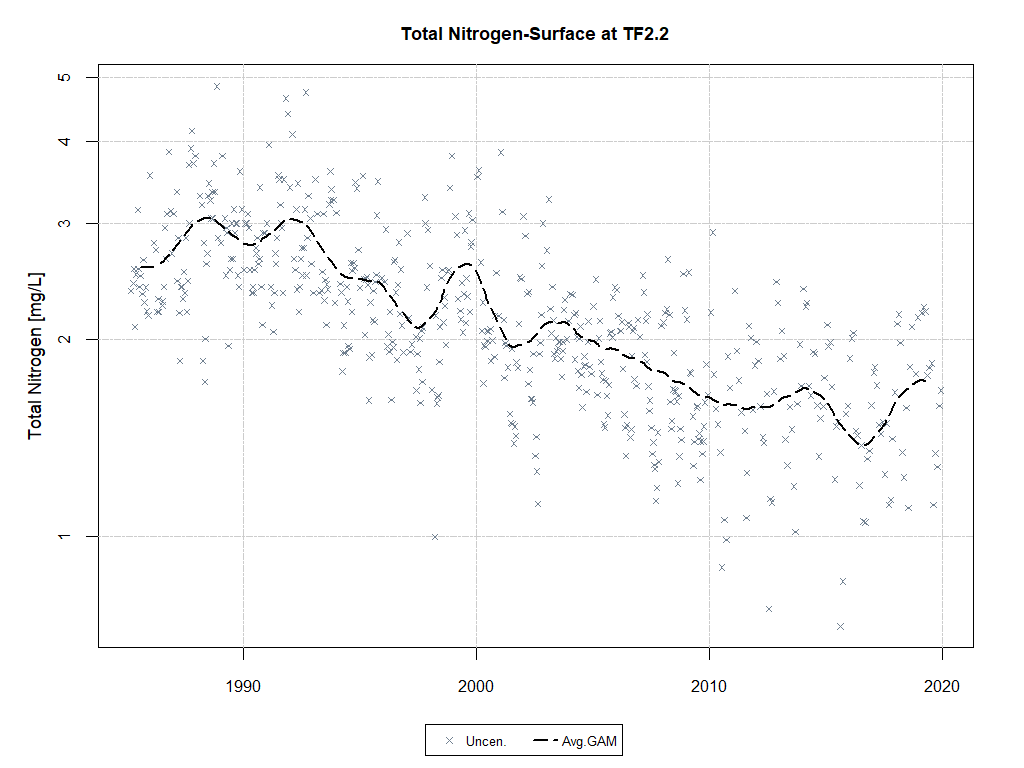 Total Nitrogen-Surface at TF2.2
Total Nitrogen [mg/L]
5
4
3
2
1
1990 2000 2010 2020
Uncen. Avg.GAM